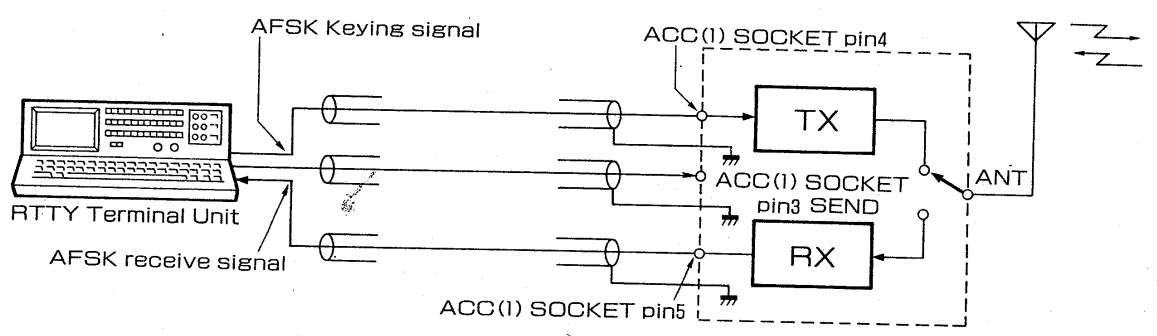 AFSK Keying signal
ACC(1) SOCKET pin4
TX
ANT
ACC(1) SOCKET
pin3 SEND
RTTY Terminal Unit
RX
AFSK receive signal
ACC(1) SOCKET pin5